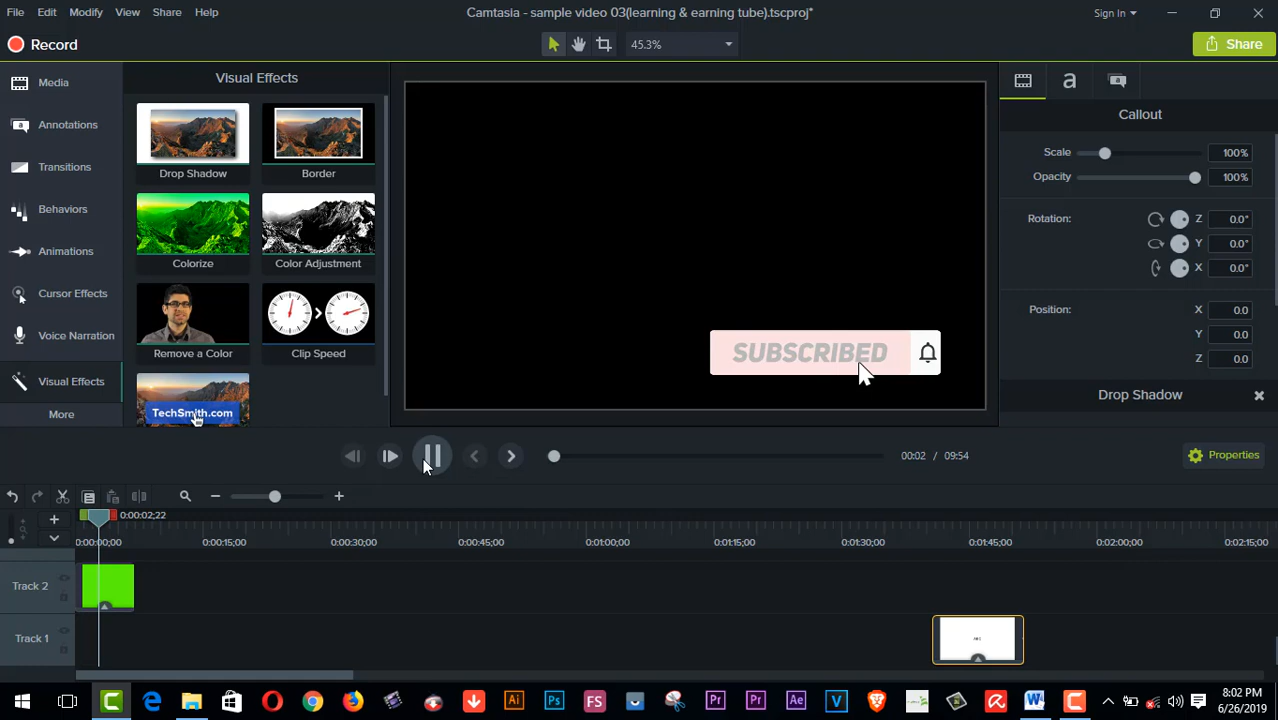 File Edit Modify View Share Help
Camtasia - sample video 03(learning & earning tube).tscproj*
Sign In
Record
45.3%
Share
Media
Annotations
Transitions
Behaviors
Animations
Cursor Effects
Voice Narration
Visual Effects
More
Visual Effects
Drop Shadow
Border
Colorize
Color Adjustment
Remove a Color
Clip Speed
TechSmith.com
SUBSCRIBED
a
Callout
Scale 100%
Opacity 100%
Rotation: Z 0.0°
Y 0.0°
X 0.0°
Position: X 0.0
Y 0.0
Z 0.0
Drop Shadow
00:02 / 09:54
Properties
0:00:02;22
0:00:00;00 0:00:15;00 0:00:30;00 0:00:45;00 0:01:00;00 0:01:15;00 0:01:30;00 0:01:45;00 0:02:00;00 0:02:15;00
Track 2
Track 1
Ai Ps FS Pr Pr Ae V W
8:02 PM
6/26/2019